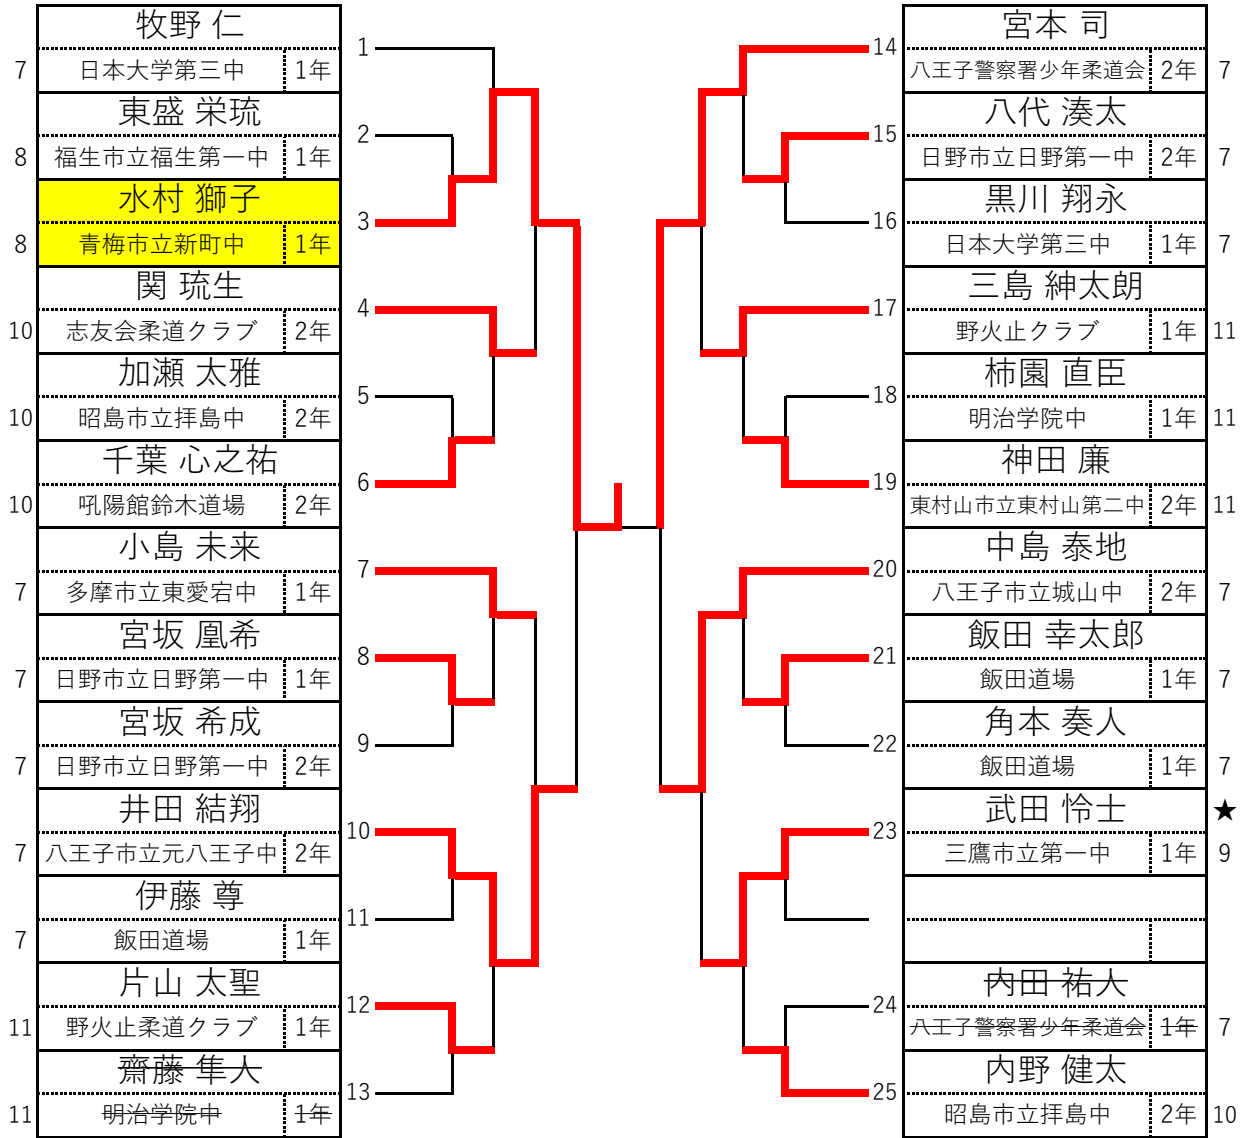 牧野 仁
1
7 日本大学第三中 1年
東盛 栄琉
2
8 福生市立福生第一中 1年
水村 獅子
3
8 青梅市立新町中 1年
関 琉生
4
10 志友会柔道クラブ 2年
加瀬 太雅
5
10 昭島市立拝島中 2年
千葉 心之祐
6
10 吼陽館鈴木道場 2年
小島 未来
7
7 多摩市立東愛宕中 1年
宮坂 凰希
8
7 日野市立日野第一中 1年
宮坂 希成
9
7 日野市立日野第一中 2年
井田 結翔
10
7 八王子市立元八王子中 2年
伊藤 尊
11
7 飯田道場 1年
片山 太聖
12
11 野火止柔道クラブ 1年
齋藤 隼人
13
11 明治学院中 1年
宮本 司
14
八王子警察署少年柔道会 2年 7
八代 湊太
15
日野市立日野第一中 2年 7
黒川 翔永
16
日本大学第三中 1年 7
三島 紳太朗
17
野火止クラブ 1年 11
柿園 直臣
18
明治学院中 1年 11
神田 廉
19
東村山市立東村山第二中 2年 11
中島 泰地
20
八王子市立城山中 2年 7
飯田 幸太郎
21
飯田道場 1年 7
角本 奏人
22
飯田道場 1年 7
武田 怜士 ★
23
三鷹市立第一中 1年 9
内田 祐人
24
八王子警察署少年柔道会 1年 7
内野 健太
25
昭島市立拝島中 2年 10